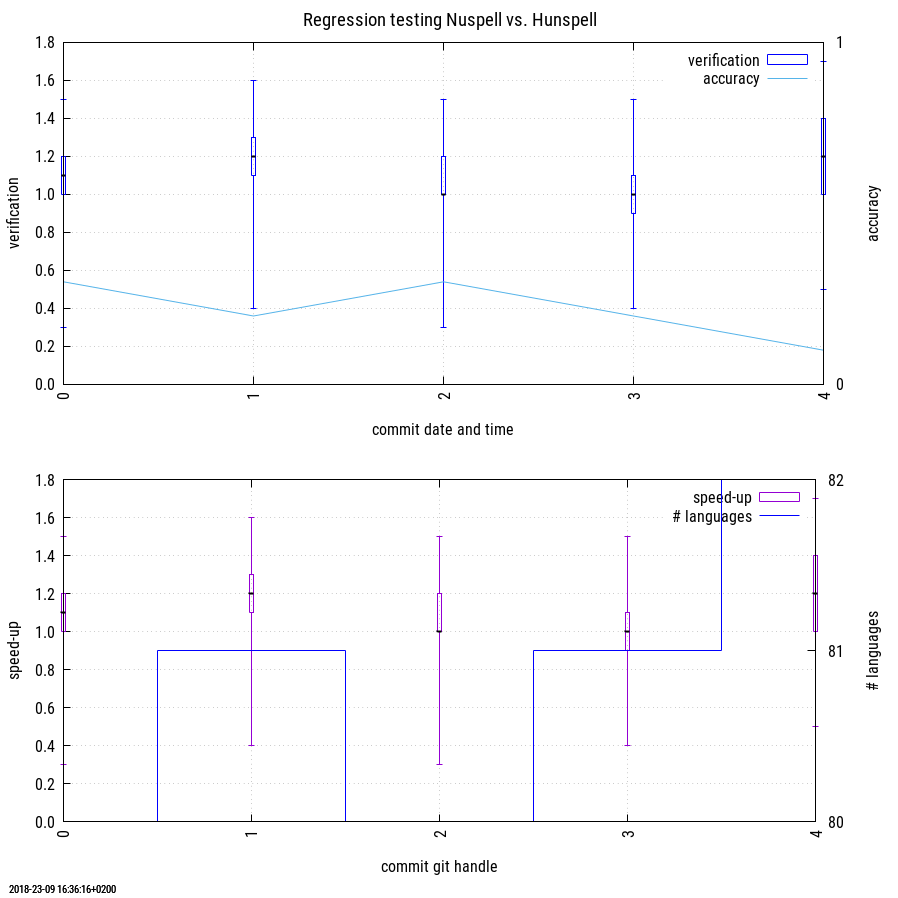 Regression testing Nuspell vs. Hunspell
1.8
1.6
1.4
1.2
1.0
0.8
0.6
0.4
0.2
0.0
verification
1
0
accuracy
verification
accuracy
0 1 2 3 4
commit date and time
1.8
1.6
1.4
1.2
1.0
0.8
0.6
0.4
0.2
0.0
speed-up
82
81
80
# languages
speed-up
# languages
0 1 2 3 4
commit git handle
2018-23-09 16:36:16+0200